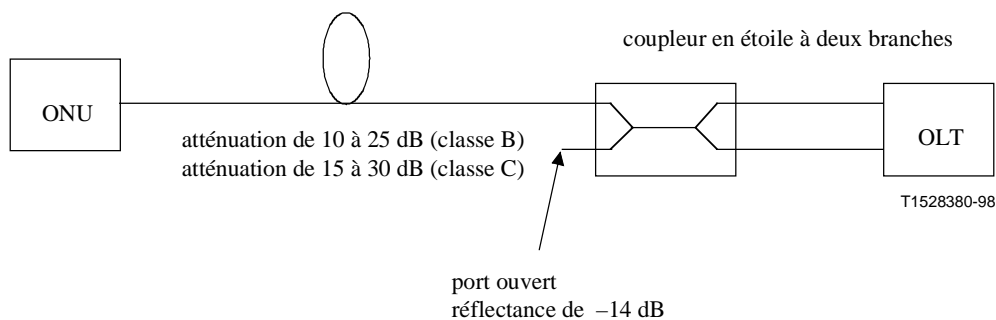 coupleur en étoile à deux branches
ONU
OLT
atténuation de 10 à 25 dB (classe B)
atténuation de 15 à 30 dB (classe C)
T1528380-98
port ouvert
réflectance de –14 dB